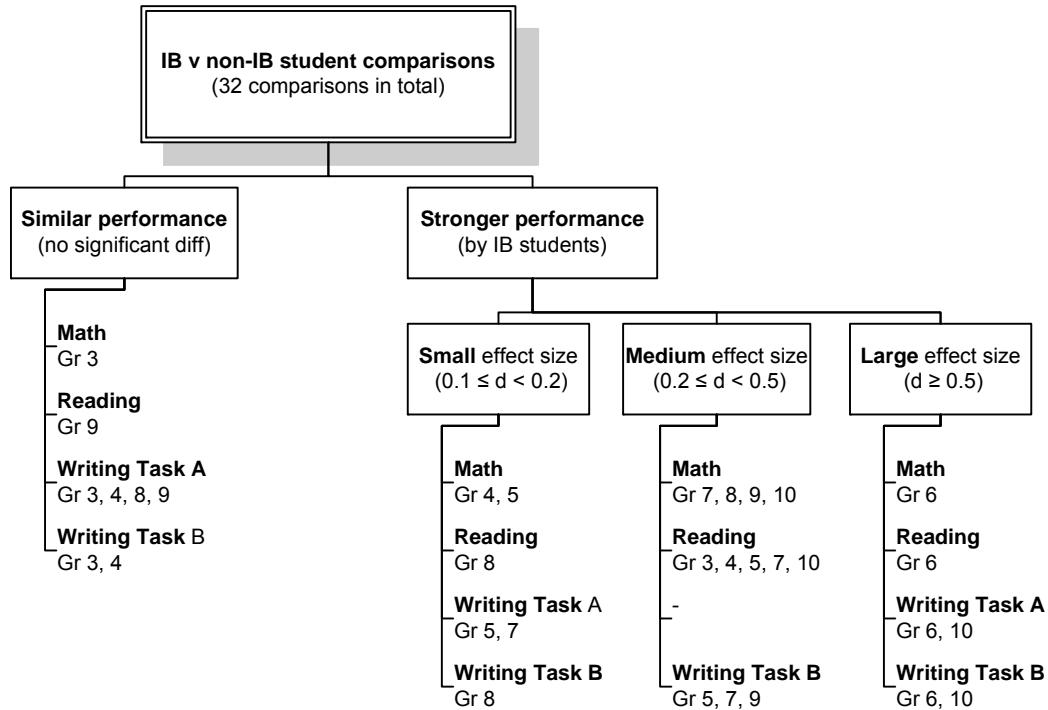 IB v non-IB student comparisons
(32 comparisons in total)
Similar performance
(no significant diff)
Stronger performance
(by IB students)
Math
Gr 3
Reading
Gr 9
Writing Task A
Gr 3, 4, 8, 9
Writing Task B
Gr 3, 4
Small effect size
(0.1 ≤ d < 0.2)
Math
Gr 4, 5
Reading
Gr 8
Writing Task A
Gr 5, 7
Writing Task B
Gr 8
Medium effect size
(0.2 ≤ d < 0.5)
Math
Gr 7, 8, 9, 10
Reading
Gr 3, 4, 5, 7, 10
-
Writing Task B
Gr 5, 7, 9
Large effect size
(d ≥ 0.5)
Math
Gr 6
Reading
Gr 6
Writing Task A
Gr 6, 10
Writing Task B
Gr 6, 10